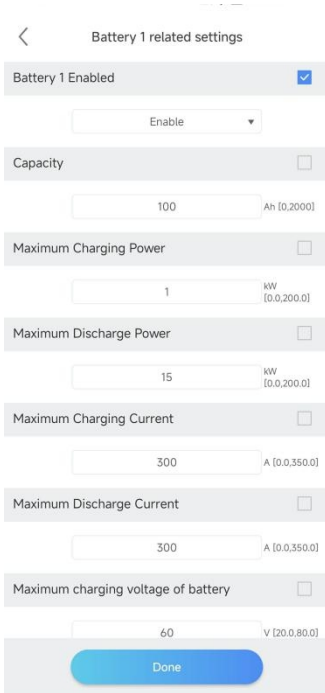 Battery 1 related settings
Battery 1 Enabled
Enable
Capacity
100
Ah [0,2000]
Maximum Charging Power
1
kW
[0.0,200.0]
Maximum Discharge Power
15
kW
[0.0,200.0]
Maximum Charging Current
300
A [0.0,350.0]
Maximum Discharge Current
300
A [0.0,350.0]
Maximum charging voltage of battery
60
V [20.0,80.0]
Done